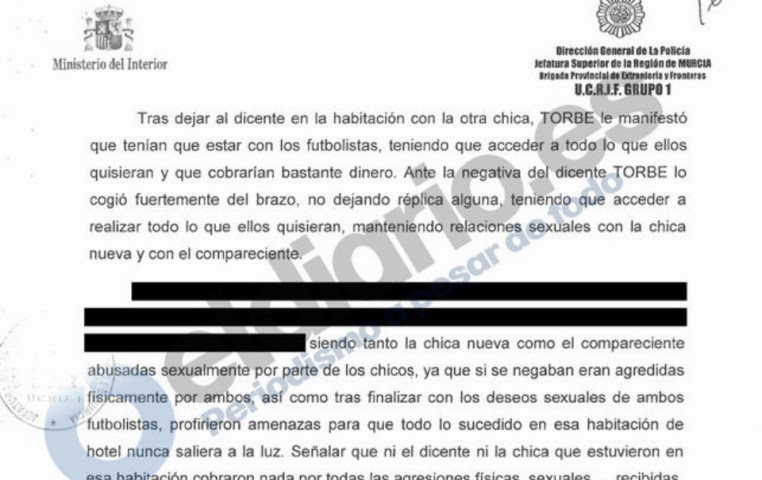 Ministerio del Interior
Dirección General de La Policía
Jefatura Superior de la Región de MURCIA
Brigada Provincial de Extranjería y Fronteras
U.C.R.I.F. GRUPO 1
Tras dejar al dicente en la habitación con la otra chica, TORBE le manifestó
que tenían que estar con los futbolistas, teniendo que acceder a todo lo que ellos
quisieran y que cobrarían bastante dinero. Ante la negativa del dicente TORBE lo
cogió fuertemente del brazo, no dejando réplica alguna, teniendo que acceder a
realizar todo lo que ellos quisieran, manteniendo relaciones sexuales con la chica
nueva y con el compareciente.
siendo tanto la chica nueva como el compareciente
abusadas sexualmente por parte de los chicos, ya que si se negaban eran agredidas
físicamente por ambos, así como tras finalizar con los deseos sexuales de ambos
futbolistas, profirieron amenazas para que todo lo sucedido en esa habitación de
hotel nunca saliera a la luz. Señalar que ni el dicente ni la chica que estuvieron en
esa habitación cobraron nada por todas las agresiones físicas, sexuales recibidas.
eldiario.es
Periodismo a pesar de todo